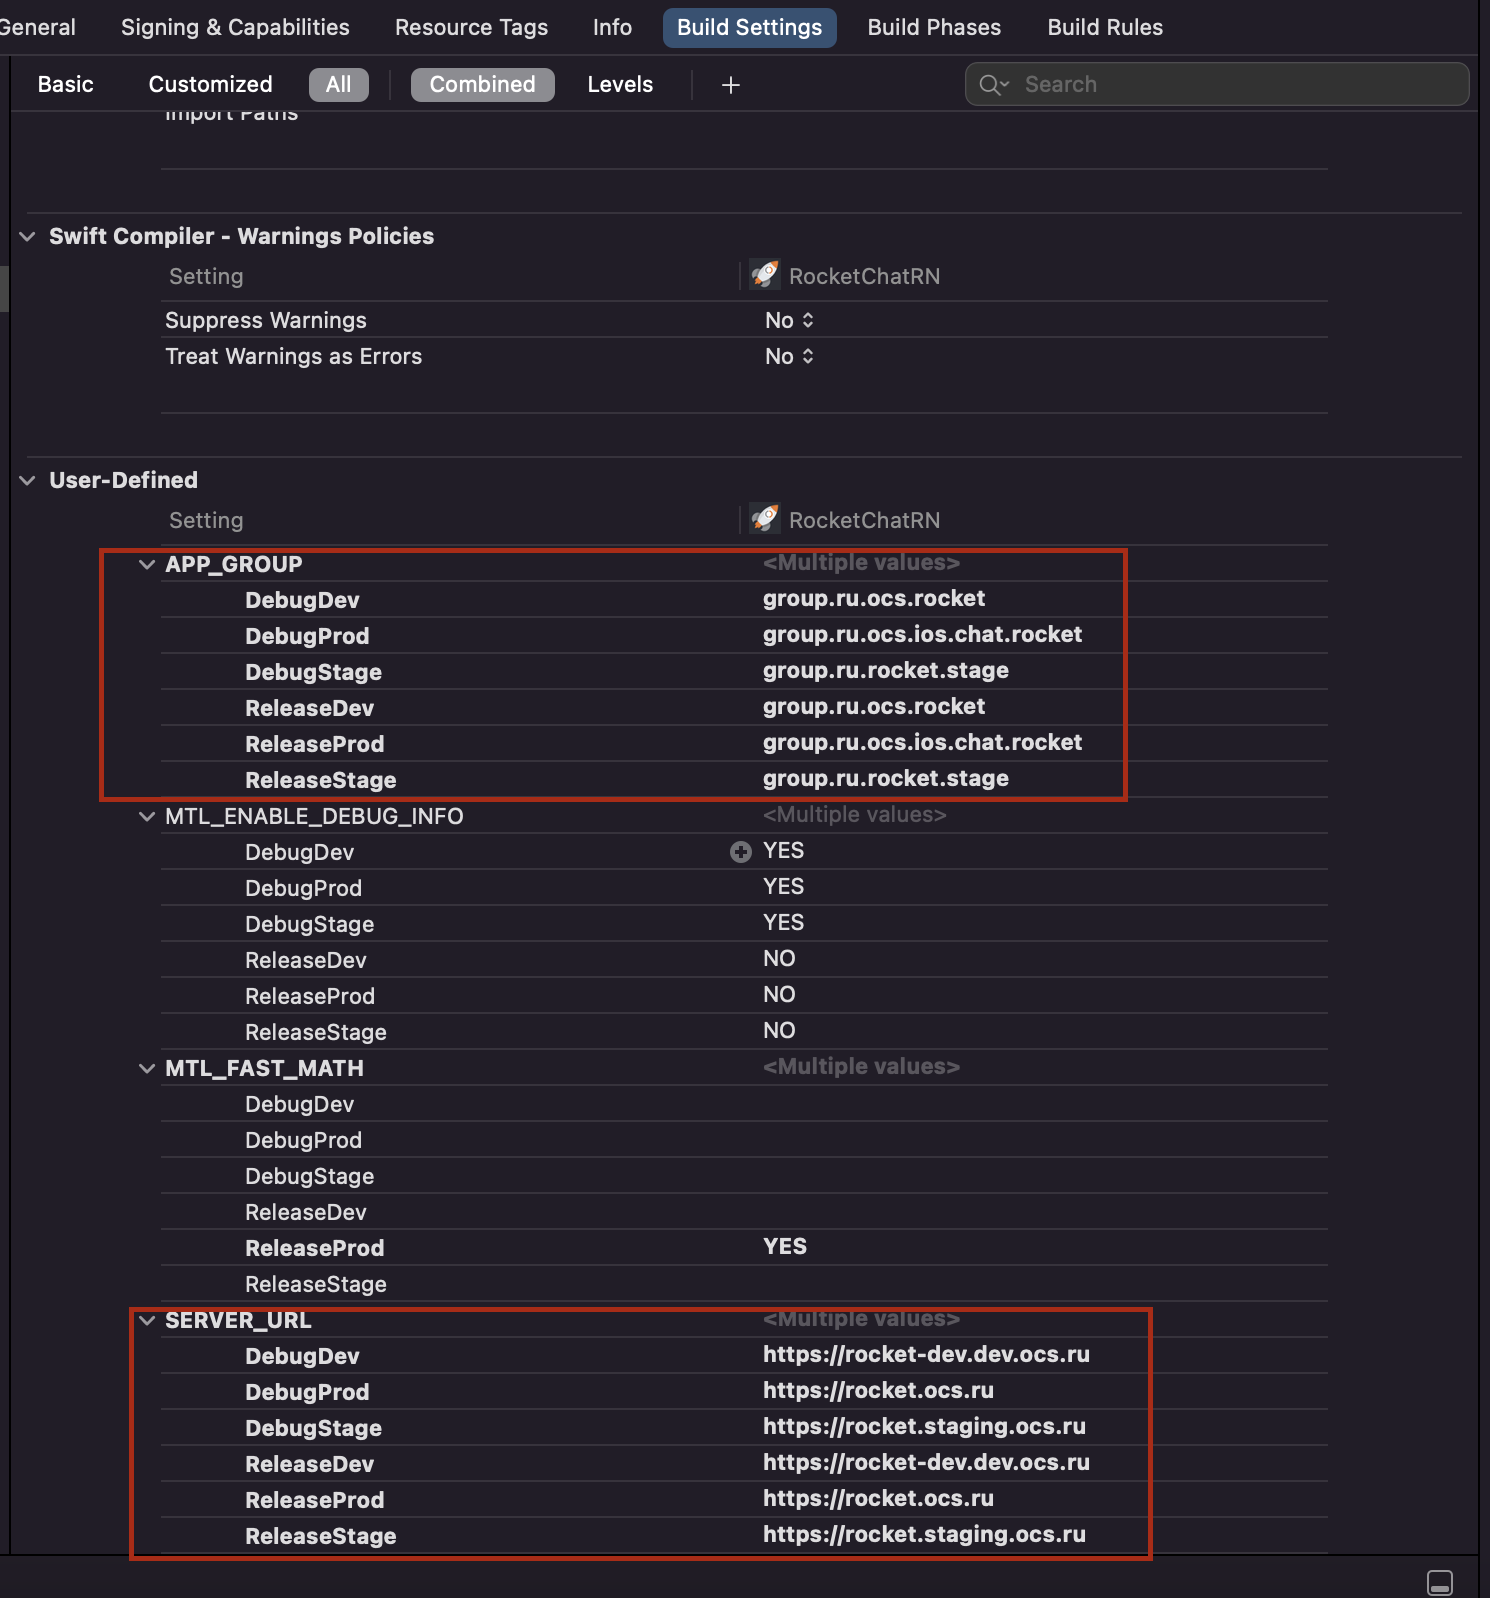 General Signing & Capabilities Resource Tags Info Build Settings Build Phases Build Rules
Basic Customized All Combined Levels + Search
Import Paths
Swift Compiler - Warnings Policies
Setting RocketChatRN
Suppress Warnings No
Treat Warnings as Errors No
User-Defined
Setting RocketChatRN
APP_GROUP <Multiple values>
DebugDev group.ru.ocs.rocket
DebugProd group.ru.ocs.ios.chat.rocket
DebugStage group.ru.rocket.stage
ReleaseDev group.ru.ocs.rocket
ReleaseProd group.ru.ocs.ios.chat.rocket
ReleaseStage group.ru.rocket.stage
MTL_ENABLE_DEBUG_INFO <Multiple values>
DebugDev YES
DebugProd YES
DebugStage YES
ReleaseDev NO
ReleaseProd NO
ReleaseStage NO
MTL_FAST_MATH <Multiple values>
DebugDev
DebugProd
DebugStage
ReleaseDev
ReleaseProd YES
ReleaseStage
SERVER_URL <Multiple values>
DebugDev https://rocket-dev.dev.ocs.ru
DebugProd https://rocket.ocs.ru
DebugStage https://rocket.staging.ocs.ru
ReleaseDev https://rocket-dev.dev.ocs.ru
ReleaseProd https://rocket.ocs.ru
ReleaseStage https://rocket.staging.ocs.ru